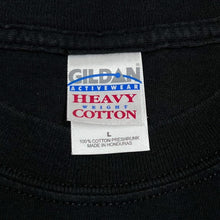 GILDAN
ACTIVEWEAR
HEAVY
WEIGHT
COTTON
L
100% COTTON PRESHRUNK
MADE IN HONDURAS